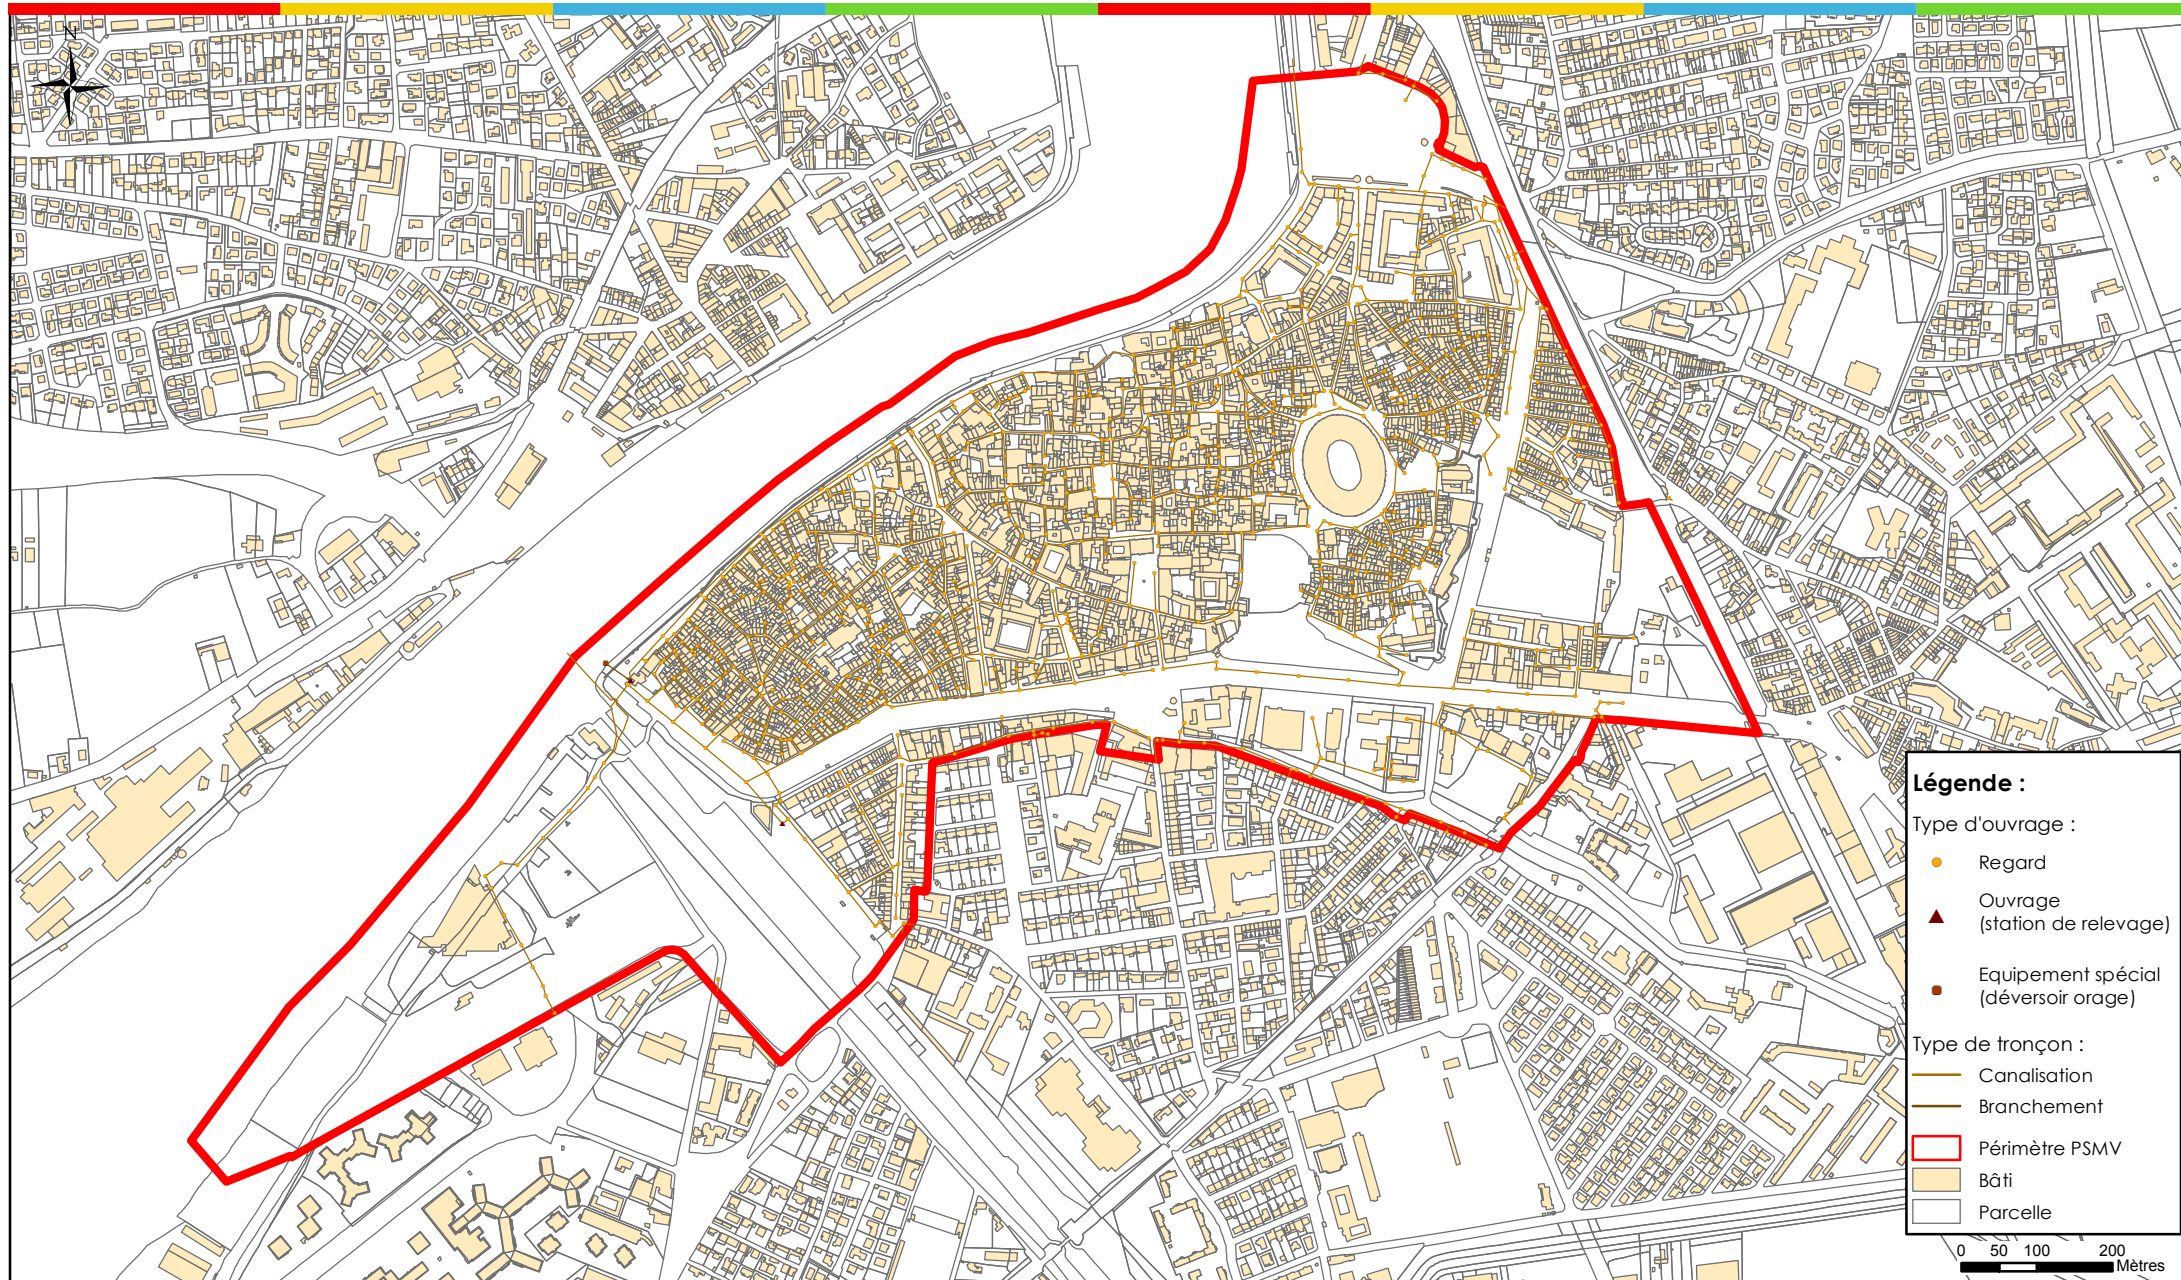 N
Légende :
Type d'ouvrage :
Regard
Ouvrage
(station de relevage)
Equipement spécial
(déversoir orage)
Type de tronçon :
Canalisation
Branchement
Périmètre PSMV
Bâti
Parcelle
0 50 100 200
Mètres